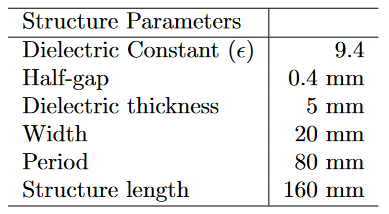 Structure Parameters
Dielectric Constant (ϵ) 9.4
Half-gap 0.4 mm
Dielectric thickness 5 mm
Width 20 mm
Period 80 mm
Structure length 160 mm